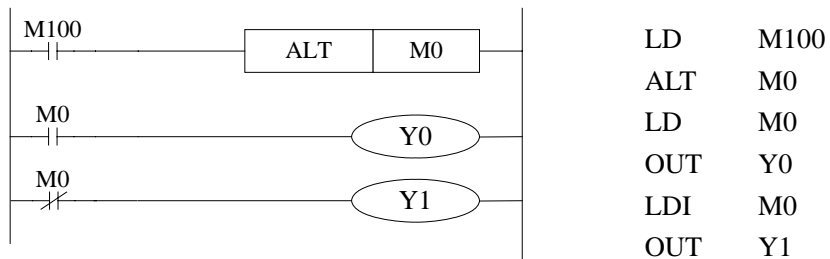 M100
ALT M0
M0
Y0
M0
Y1
LD M100
ALT M0
LD M0
OUT Y0
LDI M0
OUT Y1